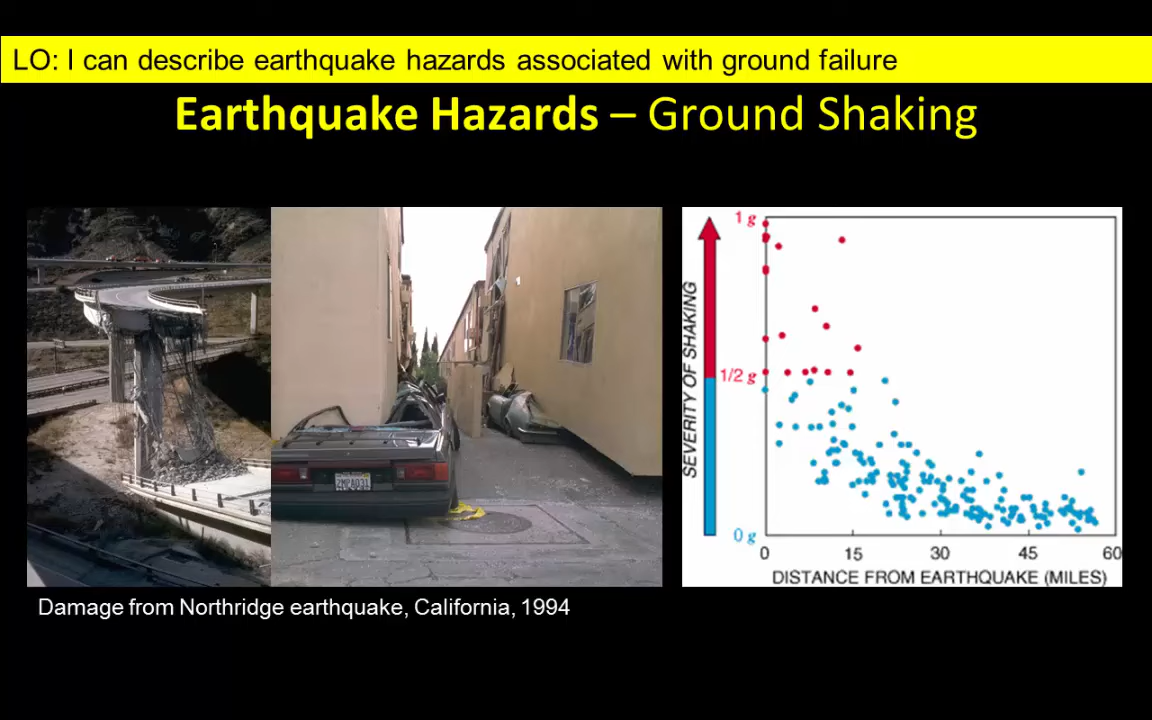 LO: I can describe earthquake hazards associated with ground failure
Earthquake Hazards – Ground Shaking
1 g
1/2 g
0 g
SEVERITY OF SHAKING
0 15 30 45 60
DISTANCE FROM EARTHQUAKE (MILES)
2MPA031
Damage from Northridge earthquake, California, 1994